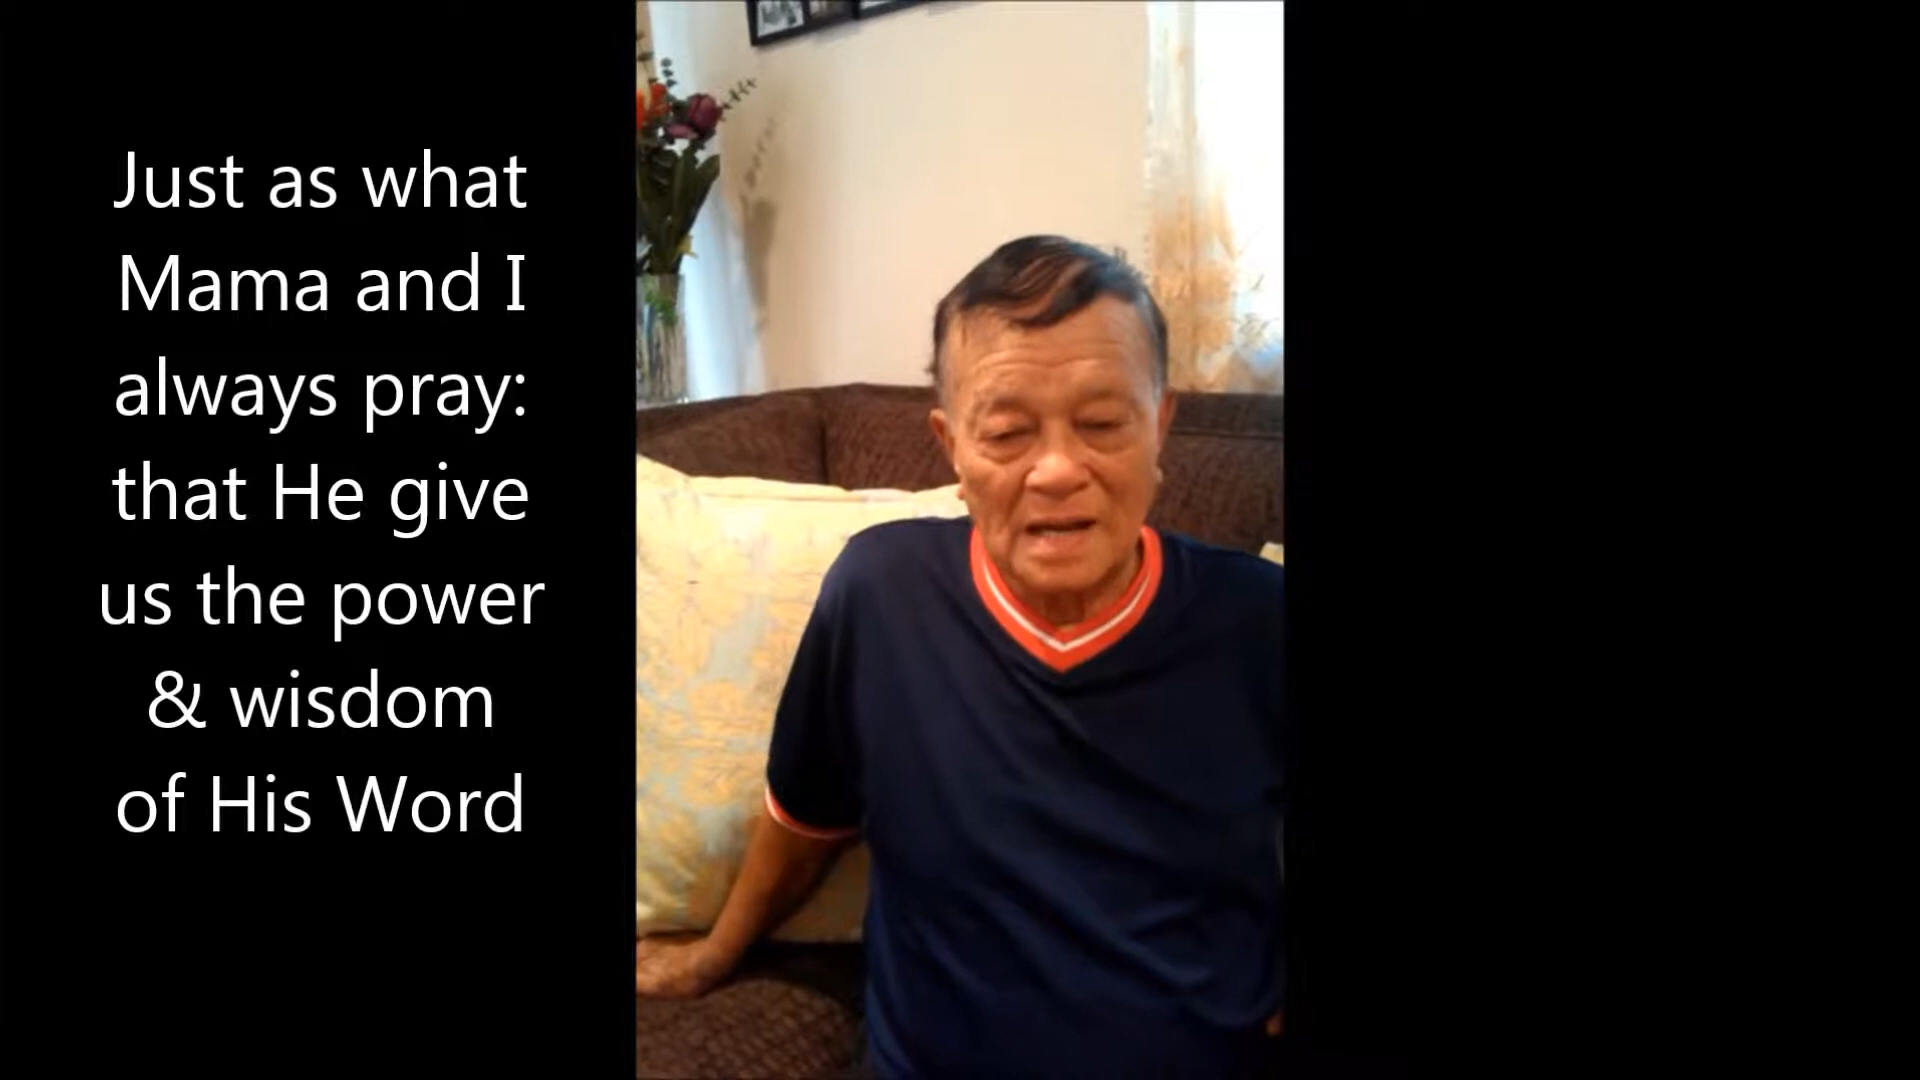 Just as what
Mama and I
always pray:
that He give
us the power
& wisdom
of His Word